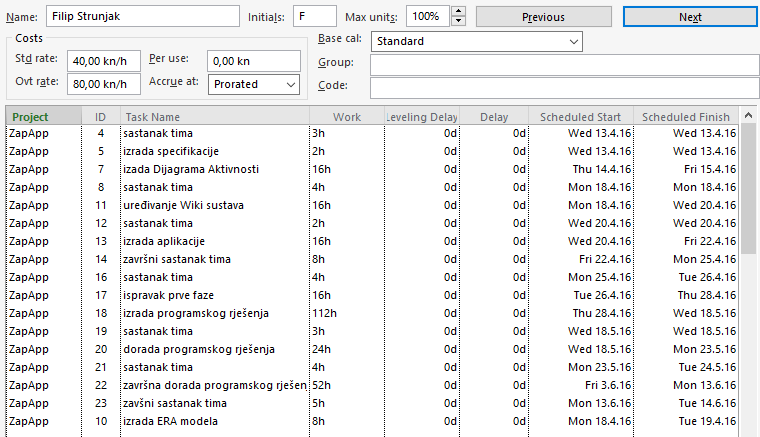 Name: Filip Strunjak Initials: F Max units: 100% Previous Next
Costs
Base cal: Standard
Std rate: 40,00 kn/h Per use: 0,00 kn
Group:
Ovt rate: 80,00 kn/h Accrue at: Prorated
Code:
Project ID Task Name Work Leveling Delay Delay Scheduled Start Scheduled Finish
ZapApp 4 sastanak tima 3h 0d 0d Wed 13.4.16 Wed 13.4.16
ZapApp 5 izrada specifikacije 2h 0d 0d Wed 13.4.16 Wed 13.4.16
ZapApp 7 izada Dijagrama Aktivnosti 16h 0d 0d Thu 14.4.16 Fri 15.4.16
ZapApp 8 sastanak tima 4h 0d 0d Mon 18.4.16 Mon 18.4.16
ZapApp 11 uređivanje Wiki sustava 16h 0d 0d Mon 18.4.16 Wed 20.4.16
ZapApp 12 sastanak tima 2h 0d 0d Wed 20.4.16 Wed 20.4.16
ZapApp 13 izrada aplikacije 16h 0d 0d Wed 20.4.16 Fri 22.4.16
ZapApp 14 završni sastanak tima 8h 0d 0d Fri 22.4.16 Mon 25.4.16
ZapApp 16 sastanak tima 4h 0d 0d Mon 25.4.16 Tue 26.4.16
ZapApp 17 ispravak prve faze 16h 0d 0d Tue 26.4.16 Thu 28.4.16
ZapApp 18 izrada programskog rješenja 112h 0d 0d Thu 28.4.16 Wed 18.5.16
ZapApp 19 sastanak tima 3h 0d 0d Wed 18.5.16 Wed 18.5.16
ZapApp 20 dorada programskog rješenja 24h 0d 0d Wed 18.5.16 Mon 23.5.16
ZapApp 21 sastanak tima 4h 0d 0d Mon 23.5.16 Tue 24.5.16
ZapApp 22 završna dorada programskog rješen 52h 0d 0d Fri 3.6.16 Mon 13.6.16
ZapApp 23 zavšni sastanak tima 5h 0d 0d Mon 13.6.16 Tue 14.6.16
ZapApp 10 izrada ERA modela 8h 0d 0d Mon 18.4.16 Tue 19.4.16